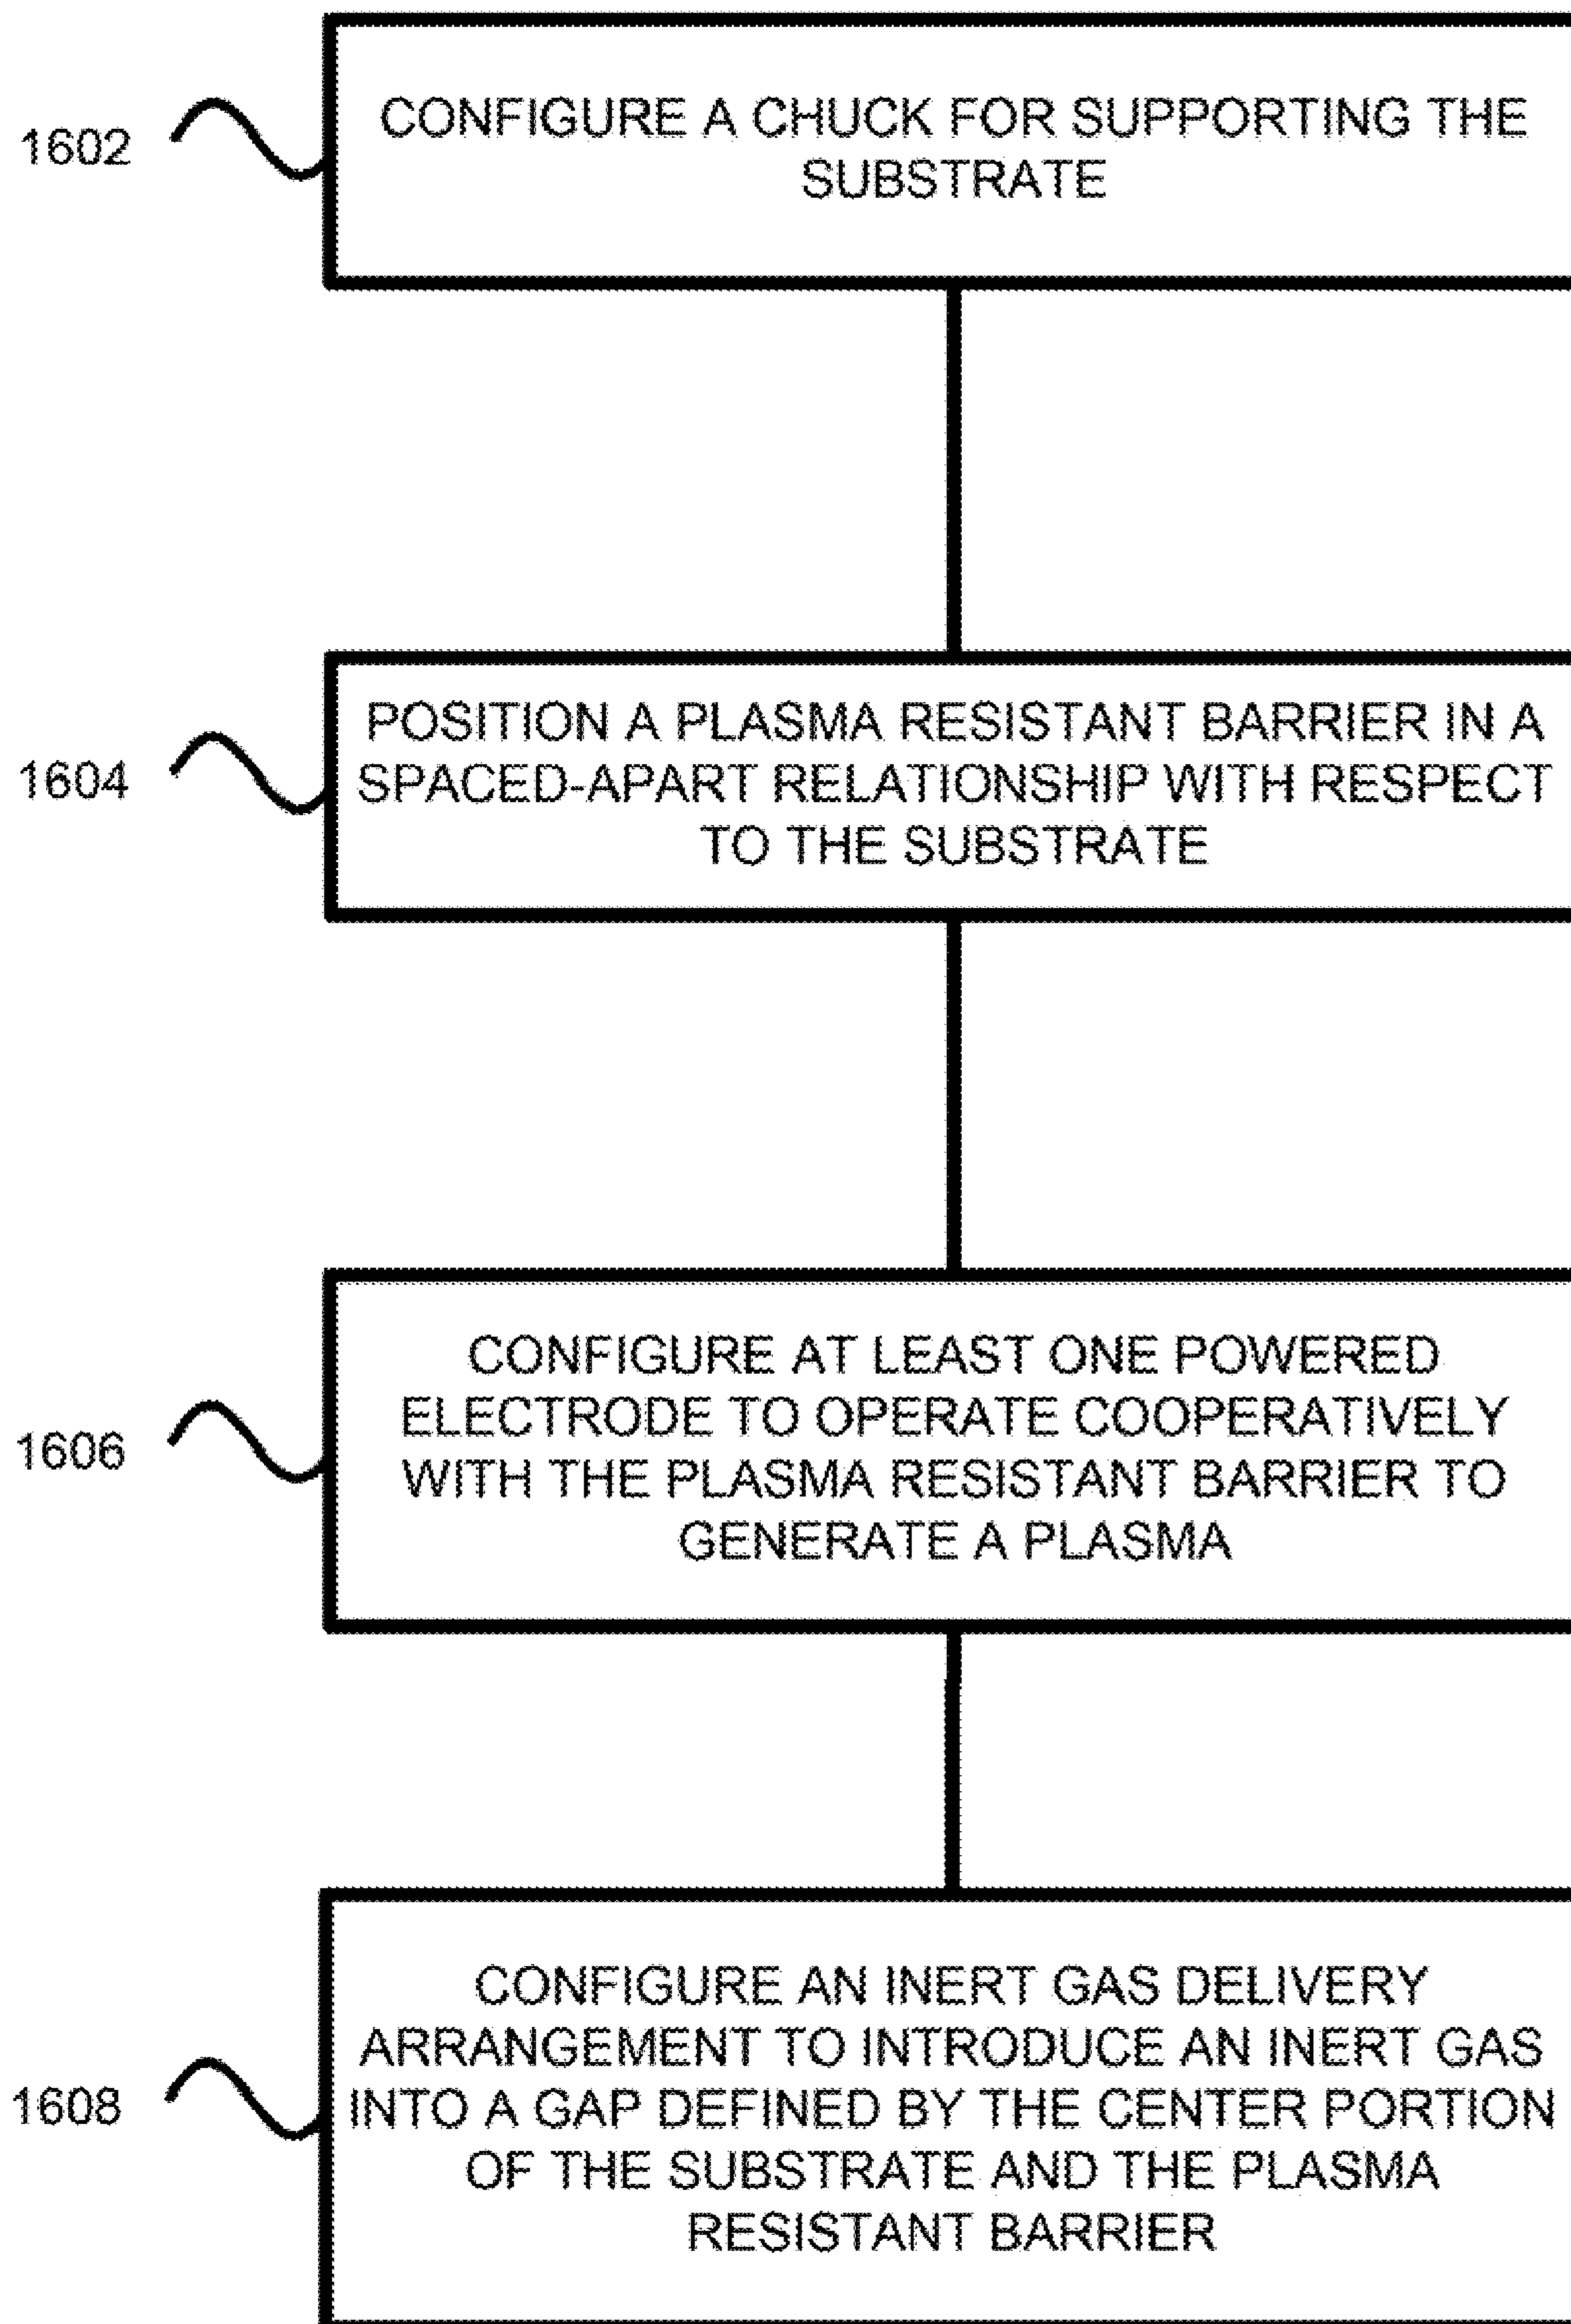 1602
CONFIGURE A CHUCK FOR SUPPORTING THE
SUBSTRATE
1604
POSITION A PLASMA RESISTANT BARRIER IN A
SPACED-APART RELATIONSHIP WITH RESPECT
TO THE SUBSTRATE
1606
CONFIGURE AT LEAST ONE POWERED
ELECTRODE TO OPERATE COOPERATIVELY
WITH THE PLASMA RESISTANT BARRIER TO
GENERATE A PLASMA
1608
CONFIGURE AN INERT GAS DELIVERY
ARRANGEMENT TO INTRODUCE AN INERT GAS
INTO A GAP DEFINED BY THE CENTER PORTION
OF THE SUBSTRATE AND THE PLASMA
RESISTANT BARRIER